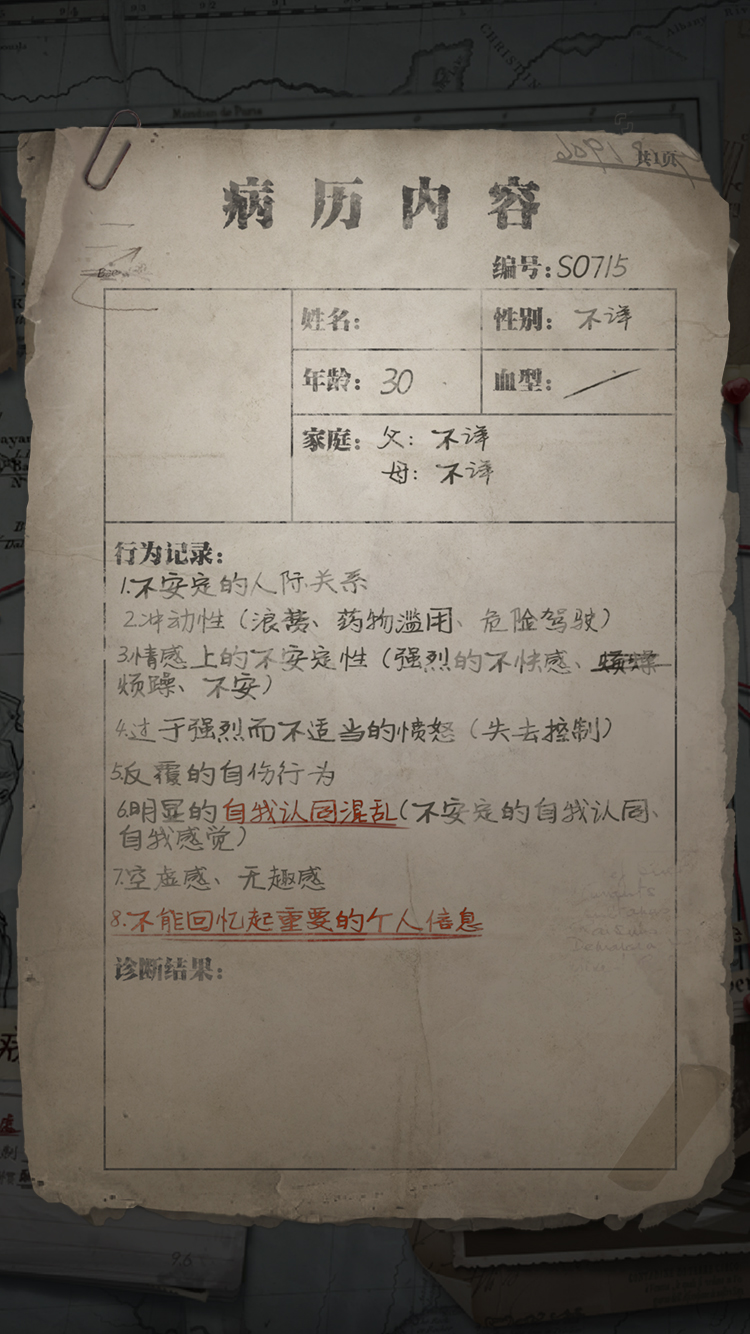 共1页
病历内容
编号:SO715
姓名:
性别: 不详
年龄: 30
血型: /
家庭: 父: 不详
母: 不详
行为记录:
1.不安定的人际关系
2.冲动性(浪费、药物滥用、危险驾驶)
3.情感上的不安定性(强烈的不快感、
烦躁、不安)
4.过于强烈而不适当的愤怒(失去控制)
5.反覆的自伤行为
6.明显的自我认同混乱(不安定的自我认同、
自我感觉)
7.空虚感、无趣感
8.不能回忆起重要的个人信息
诊断结果: